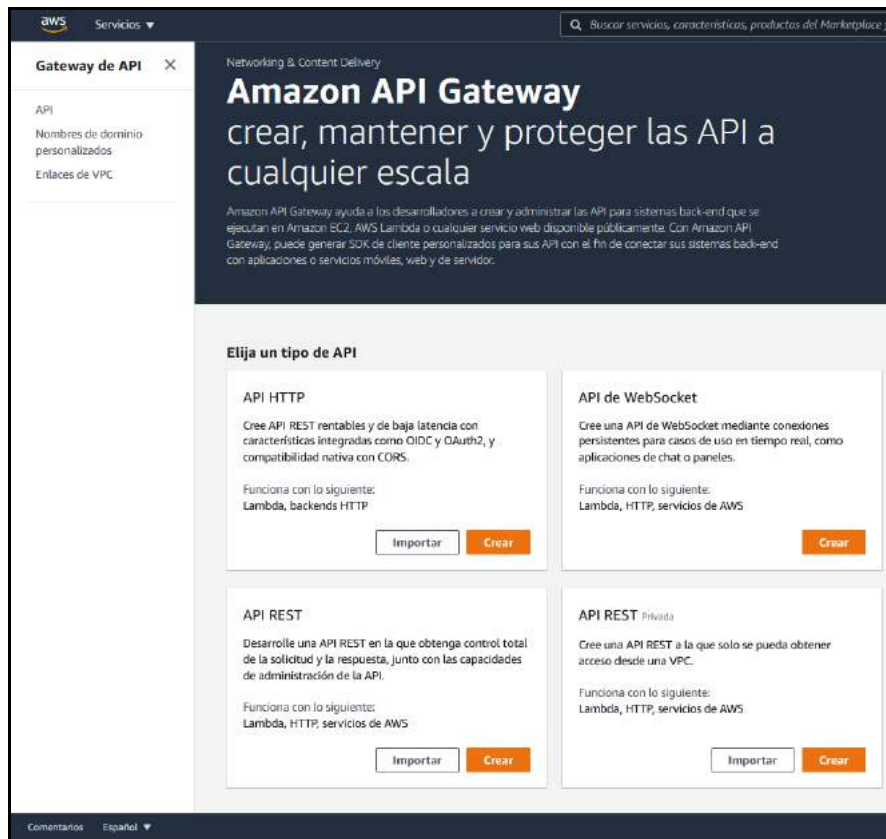 aws
Servicios ▼
Buscar servicios, características, productos del Marketplace y
Gateway de API ✕
API
Nombres de dominio
personalizados
Enlaces de VPC
Networking & Content Delivery
Amazon API Gateway
crear, mantener y proteger las API a
cualquier escala
Amazon API Gateway ayuda a los desarrolladores a crear y administrar las API para sistemas back-end que se
ejecutan en Amazon EC2, AWS Lambda o cualquier servicio web disponible públicamente. Con Amazon API
Gateway, puede generar SDK de cliente personalizados para sus API con el fin de conectar sus sistemas back-end
con aplicaciones o servicios móviles, web y de servidor.
Elija un tipo de API
API HTTP
Cree API REST rentables y de baja latencia con
características integradas como OIDC y OAuth2, y
compatibilidad nativa con CORS.
Funciona con lo siguiente:
Lambda, backends HTTP
Importar
Crear
API de WebSocket
Cree una API de WebSocket mediante conexiones
persistentes para casos de uso en tiempo real, como
aplicaciones de chat o paneles.
Funciona con lo siguiente:
Lambda, HTTP, servicios de AWS
Crear
API REST
Desarrolle una API REST en la que obtenga control total
de la solicitud y la respuesta, junto con las capacidades
de administración de la API.
Funciona con lo siguiente:
Lambda, HTTP, servicios de AWS
Importar
Crear
API REST Privada
Cree una API REST a la que solo se pueda obtener
acceso desde una VPC.
Funciona con lo siguiente:
Lambda, HTTP, servicios de AWS
Importar
Crear
Comentarios
Español ▼